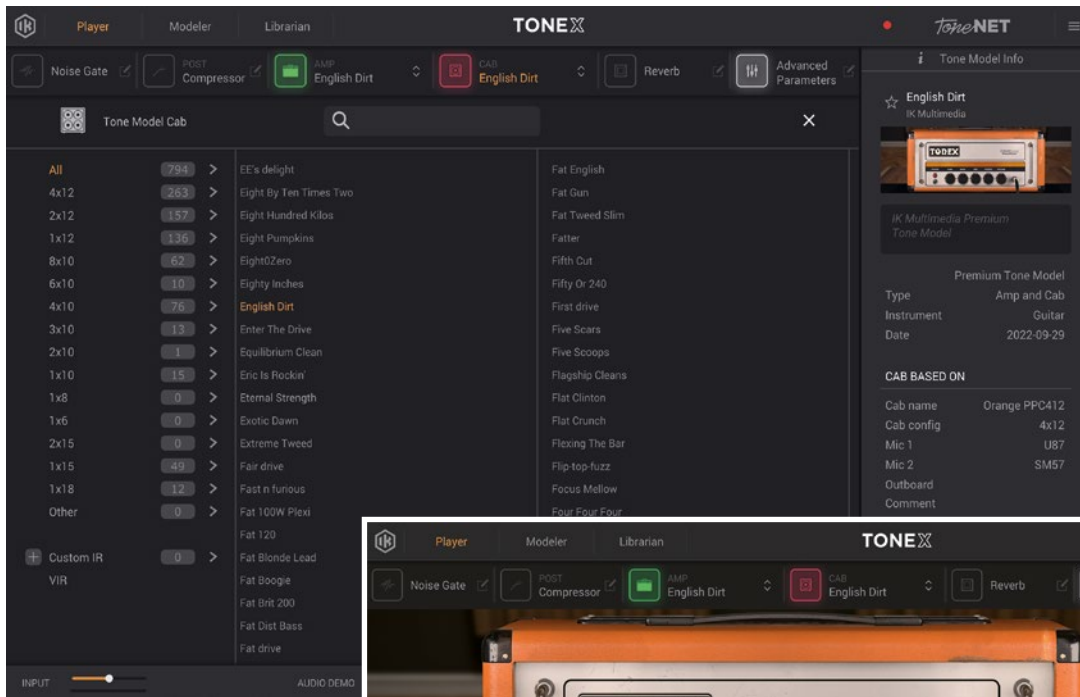 Player Modeler Librarian TONEX ToneNET
Noise Gate POST Compressor AMP English Dirt CAB English Dirt Reverb Advanced Parameters
i Tone Model Info
Tone Model Cab
English Dirt
IK Multimedia
TONEX
IK Multimedia Premium
Tone Model
Premium Tone Model
Type Amp and Cab
Instrument Guitar
Date 2022-09-29
CAB BASED ON
Cab name Orange PPC412
Cab config 4x12
Mic 1 U87
Mic 2 SM57
Outboard
Comment
All 794
4x12 263
2x12 157
1x12 136
8x10 62
6x10 10
4x10 76
3x10 13
2x10 1
1x10 15
1x8 0
1x6 0
2x15 0
1x15 49
1x18 12
Other 0
Custom IR 0
VIR
EE's delight
Eight By Ten Times Two
Eight Hundred Kilos
Eight Pumpkins
Eight0Zero
Eighty Inches
English Dirt
Enter The Drive
Equilibrium Clean
Eric Is Rockin'
Eternal Strength
Exotic Dawn
Extreme Tweed
Fair drive
Fast n furious
Fat 100W Plexi
Fat 120
Fat Blonde Lead
Fat Boogie
Fat Brit 200
Fat Dist Bass
Fat drive
Fat English
Fat Gun
Fat Tweed Slim
Fatter
Fifth Cut
Fifty Or 240
First drive
Five Scars
Five Scoops
Flagship Cleans
Flat Clinton
Flat Crunch
Flexing The Bar
Flip-top-fuzz
Focus Mellow
Four Four Four
INPUT AUDIO DEMO
Player Modeler Librarian TONEX
Noise Gate POST Compressor AMP English Dirt CAB English Dirt Reverb